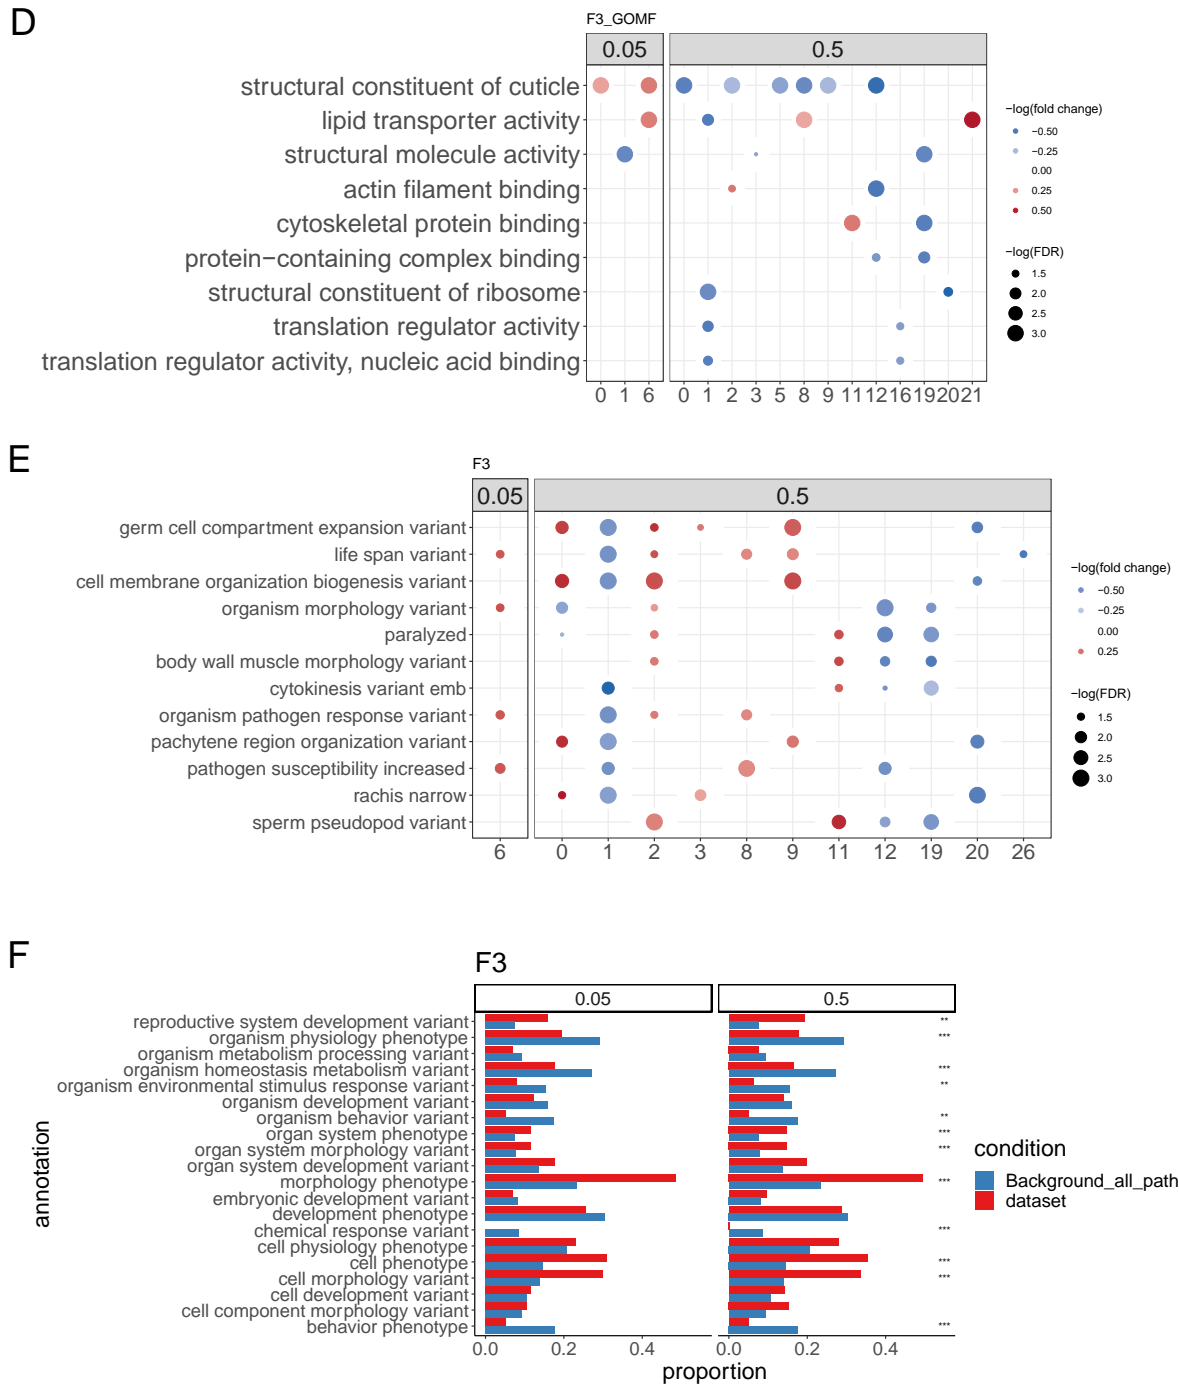 D
F3_GOMF
0.05
0.5
structural constituent of cuticle
lipid transporter activity
structural molecule activity
actin filament binding
cytoskeletal protein binding
protein−containing complex binding
structural constituent of ribosome
translation regulator activity
translation regulator activity, nucleic acid binding
0 1 6
0 1 2 3 5 8 9 11 12 16 19 20 21
−log(fold change)
−0.50
−0.25
0.00
0.25
0.50
−log(FDR)
1.5
2.0
2.5
3.0
E
F3
0.05
0.5
germ cell compartment expansion variant
life span variant
cell membrane organization biogenesis variant
organism morphology variant
paralyzed
body wall muscle morphology variant
cytokinesis variant emb
organism pathogen response variant
pachytene region organization variant
pathogen susceptibility increased
rachis narrow
sperm pseudopod variant
6
0 1 2 3 8 9 11 12 19 20 26
−log(fold change)
−0.50
−0.25
0.00
0.25
−log(FDR)
1.5
2.0
2.5
3.0
F
F3
0.05
0.5
annotation
reproductive system development variant
organism physiology phenotype
organism metabolism processing variant
organism homeostasis metabolism variant
organism environmental stimulus response variant
organism development variant
organism behavior variant
organ system phenotype
organ system morphology variant
organ system development variant
morphology phenotype
embryonic development variant
development phenotype
chemical response variant
cell physiology phenotype
cell phenotype
cell morphology variant
cell development variant
cell component morphology variant
behavior phenotype
**
***
***
**
**
***
***
***
***
***
***
***
0.0 0.2 0.4
0.0 0.2 0.4
proportion
condition
Background_all_path
dataset